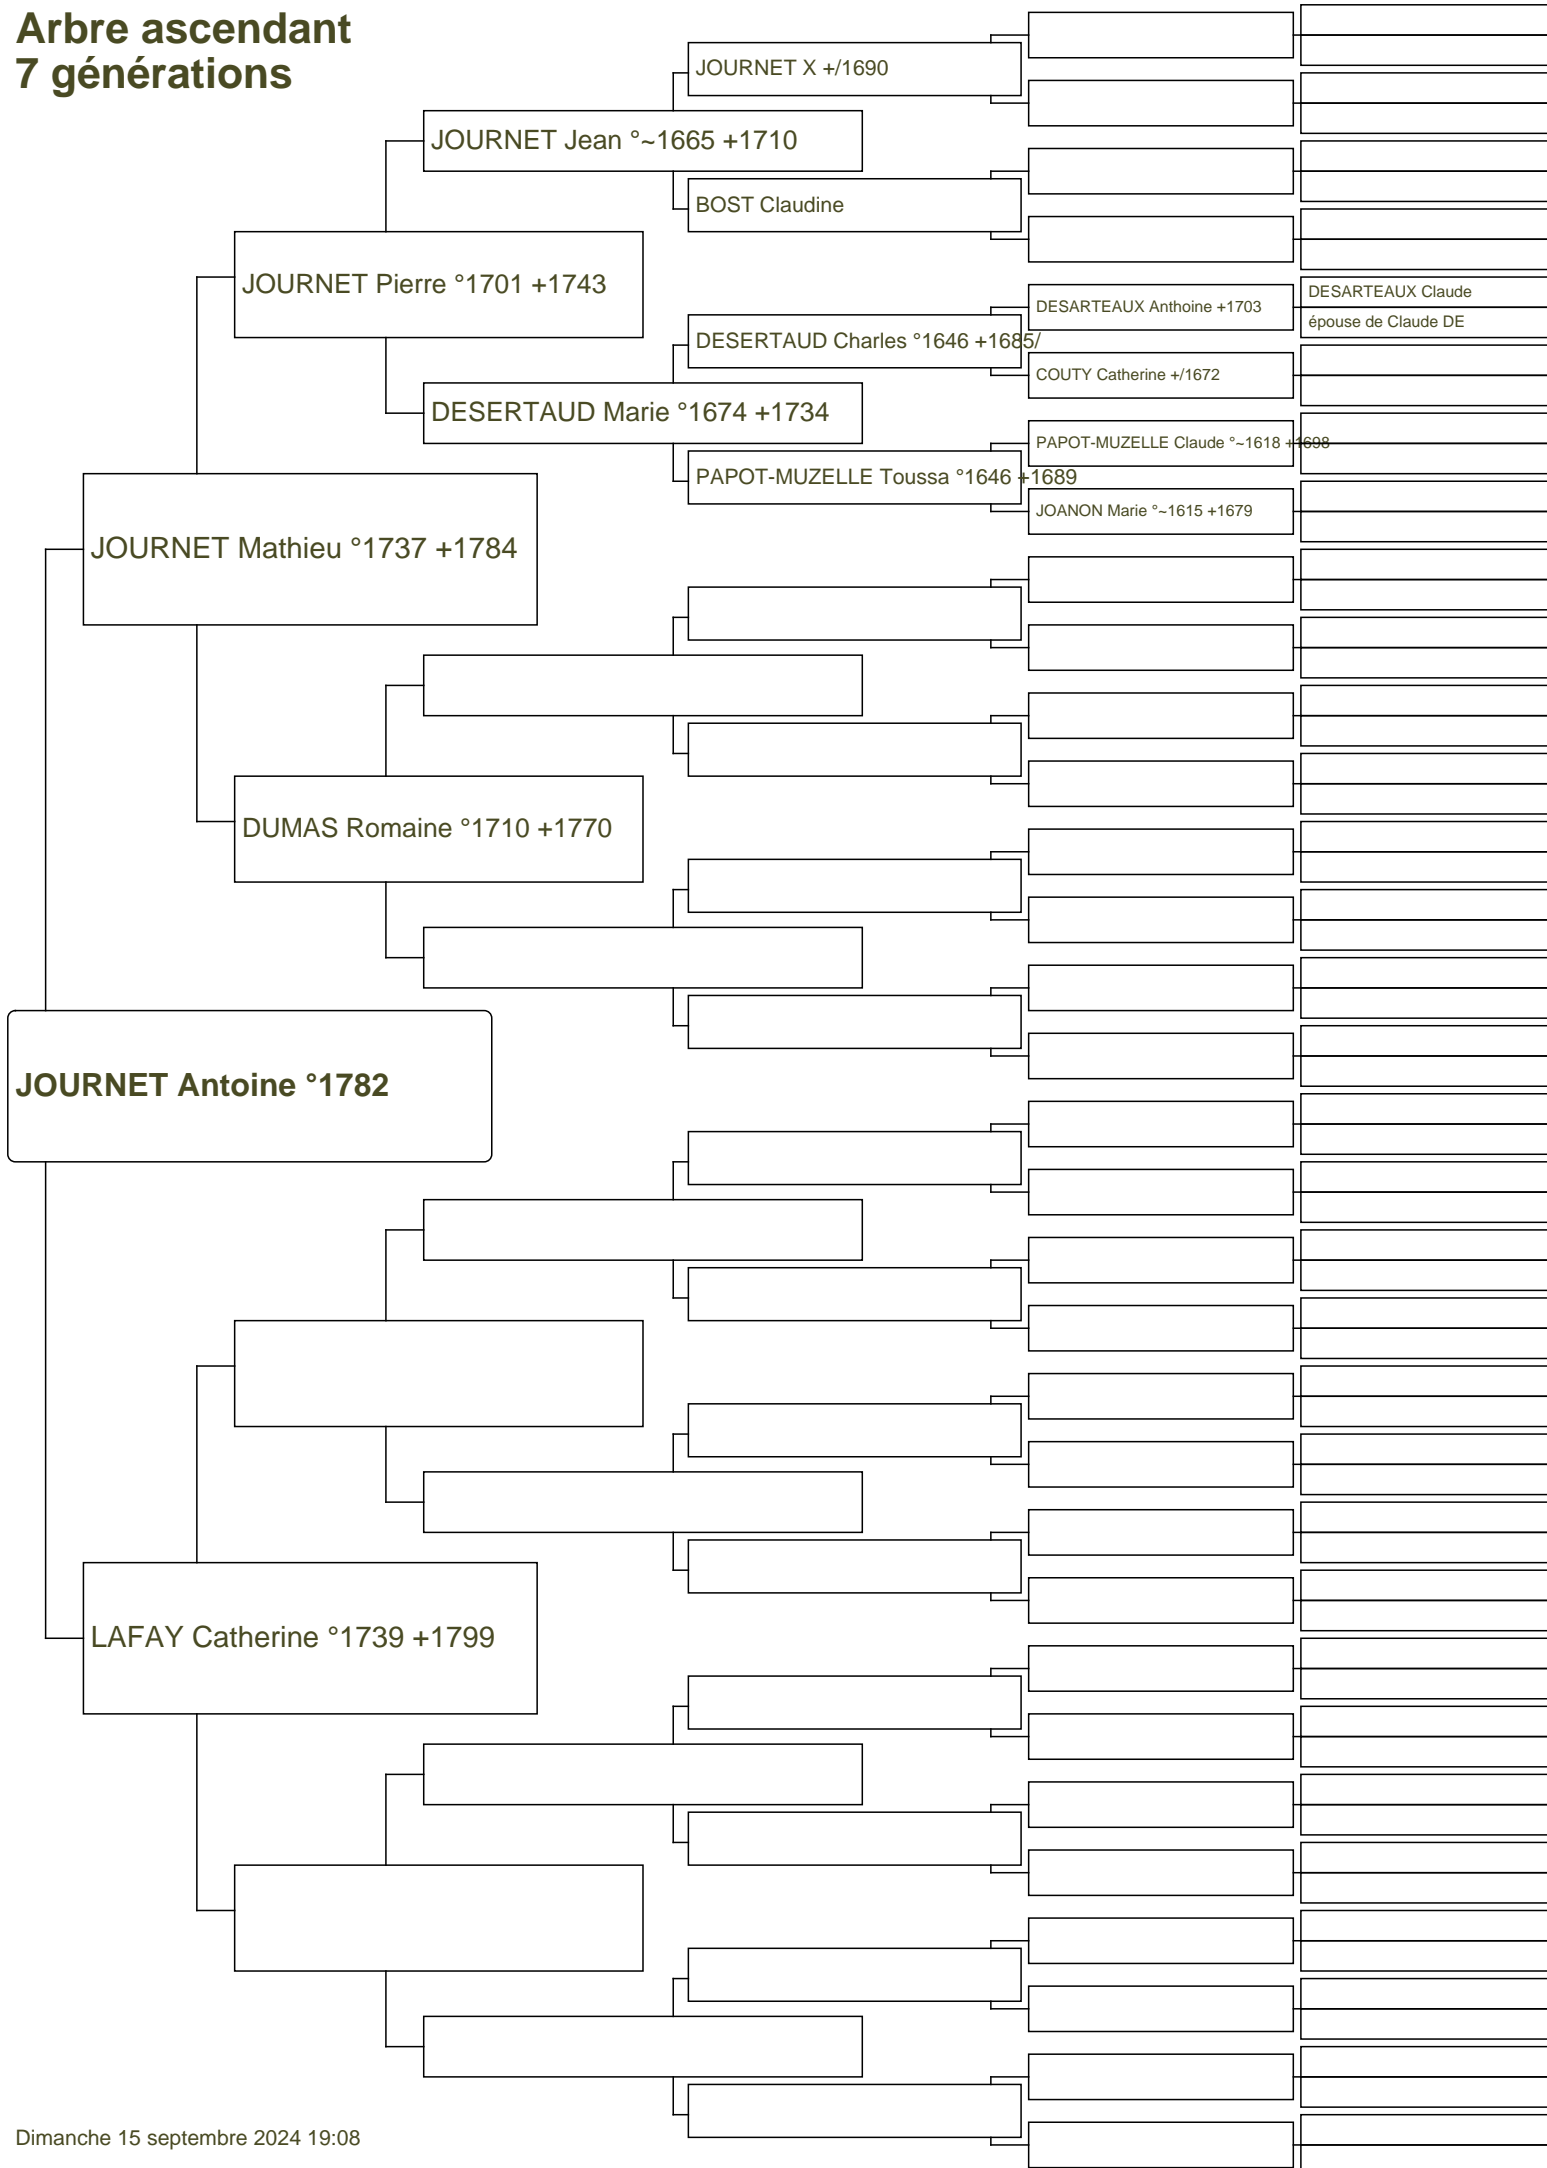 Arbre ascendant
7 générations
JOURNET X +/1690
JOURNET Jean °~1665 +1710
BOST Claudine
JOURNET Pierre °1701 +1743
DESARTEAUX Claude
DESARTEAUX Anthoine +1703
épouse de Claude DE
DESERTAUD Charles °1646 +1685/
COUTY Catherine +/1672
DESERTAUD Marie °1674 +1734
PAPOT-MUZELLE Claude °~1618 +1698
PAPOT-MUZELLE Toussa °1646 +1689
JOANON Marie °~1615 +1679
JOURNET Mathieu °1737 +1784
DUMAS Romaine °1710 +1770
JOURNET Antoine °1782
LAFAY Catherine °1739 +1799
Dimanche 15 septembre 2024 19:08